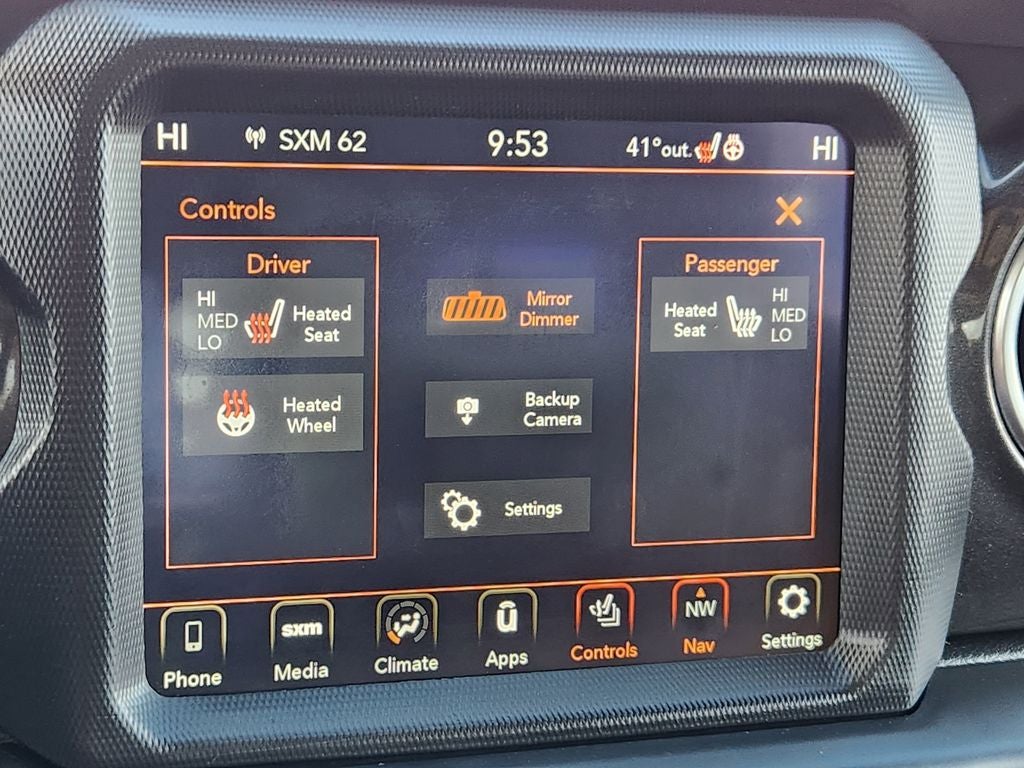 HI SXM 62 9:53 41°out. HI
Controls X
Driver
HI
MED
LO
Heated
Seat
Heated
Wheel
Mirror
Dimmer
Backup
Camera
Settings
Passenger
Heated
Seat
HI
MED
LO
Phone
sxm
Media
Climate
Apps
Controls
NW
Nav
Settings